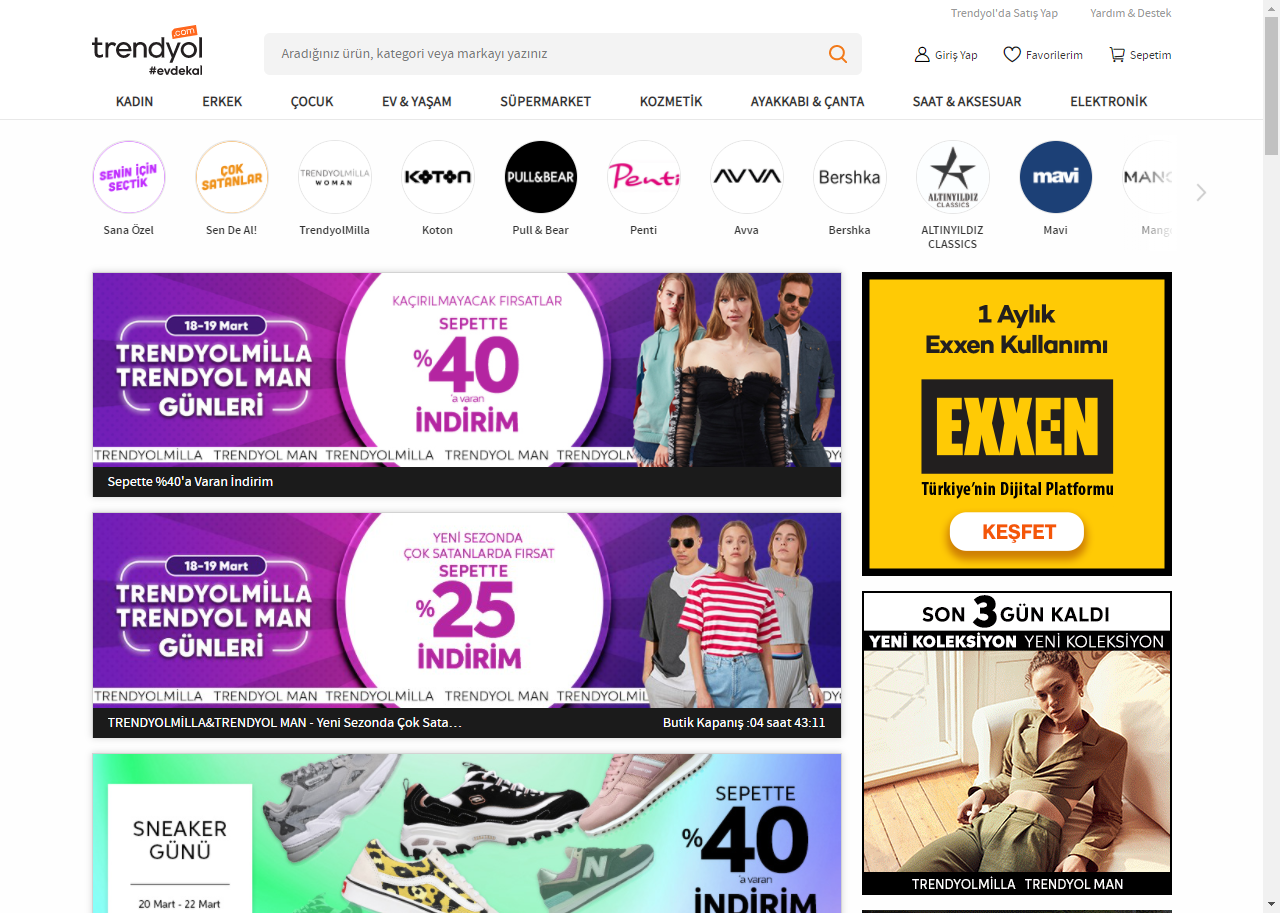 Trendyol'da Satış Yap
Yardım & Destek
trendyol
.com
#evdekal
Aradığınız ürün, kategori veya markayı yazınız
Giriş Yap
Favorilerim
Sepetim
KADIN
ERKEK
ÇOCUK
EV & YAŞAM
SÜPERMARKET
KOZMETİK
AYAKKABI & ÇANTA
SAAT & AKSESUAR
ELEKTRONİK
SENİN İÇİN
SEÇTİK
ÇOK
SATANLAR
TRENDYOLMİLLA
WOMAN
KOTON
PULL&BEAR
Penti
AVVA
Bershka
ALTINYILDIZ
CLASSICS
mavi
Sana Özel
Sen De Al!
TrendyolMilla
Koton
Pull & Bear
Penti
Avva
Bershka
ALTINYILDIZ
CLASSICS
Mavi
18-19 Mart
TRENDYOLMİLLA
TRENDYOL MAN
GÜNLERİ
KAÇIRILMAYACAK FIRSATLAR
SEPETTE
%40
'a varan
İNDİRİM
TRENDYOLMİLLA TRENDYOL MAN TRENDYOLMİLLA TRENDYOL MAN
Sepette %40'a Varan İndirim
18-19 Mart
TRENDYOLMİLLA
TRENDYOL MAN
GÜNLERİ
YENİ SEZONDA
ÇOK SATANLARDA FIRSAT
SEPETTE
%25
İNDİRİM
TRENDYOLMİLLA TRENDYOL MAN TRENDYOLMİLLA TRENDYOL MAN
TRENDYOLMİLLA&TRENDYOL MAN - Yeni Sezonda Çok Sata…
Butik Kapanış :04 saat 43:11
SNEAKER
GÜNÜ
20 Mart - 22 Mart
SEPETTE
%40
'a varan
İNDİRİM
1 Aylık
Exxen Kullanımı
EXXEN
Türkiye'nin Dijital Platformu
KEŞFET
SON 3 GÜN KALDI
YENİ KOLEKSİYON YENİ KOLEKSİYON
TRENDYOLMİLLA TRENDYOL MAN